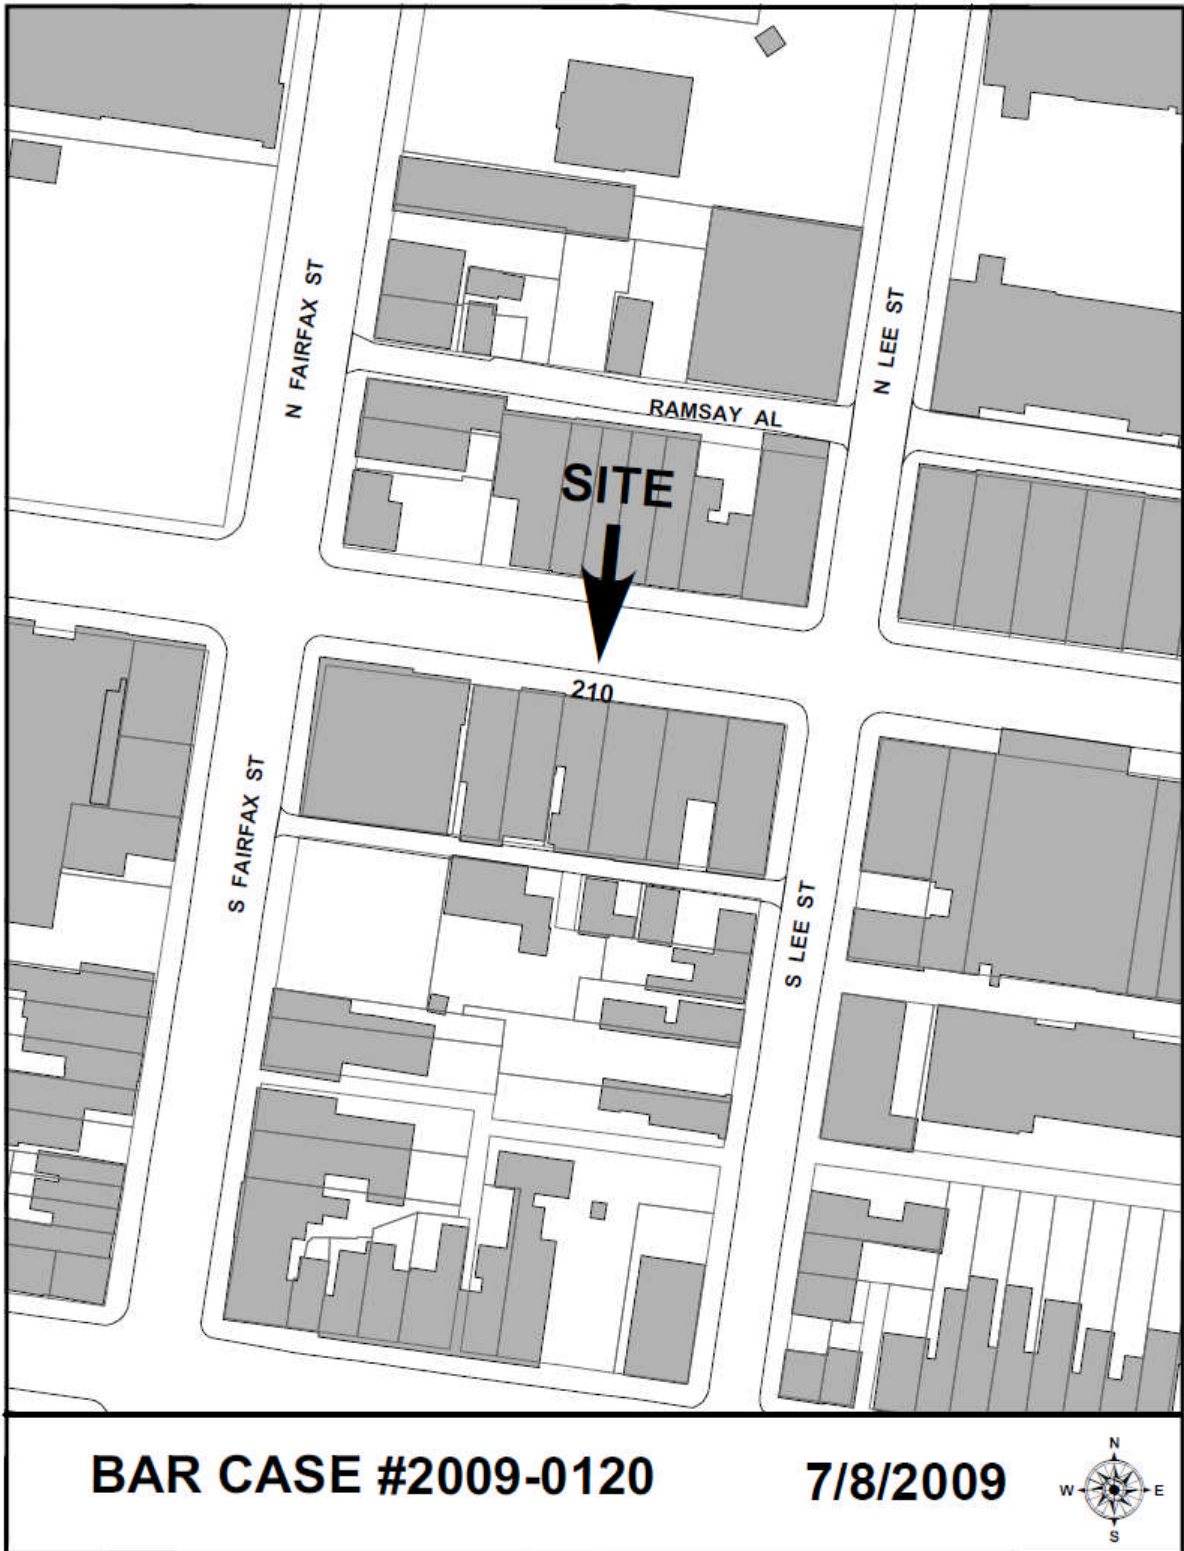 N FAIRFAX ST
N LEE ST
RAMSAY AL
SITE
210
S FAIRFAX ST
S LEE ST
BAR CASE #2009-0120
7/8/2009
N
W
E
S